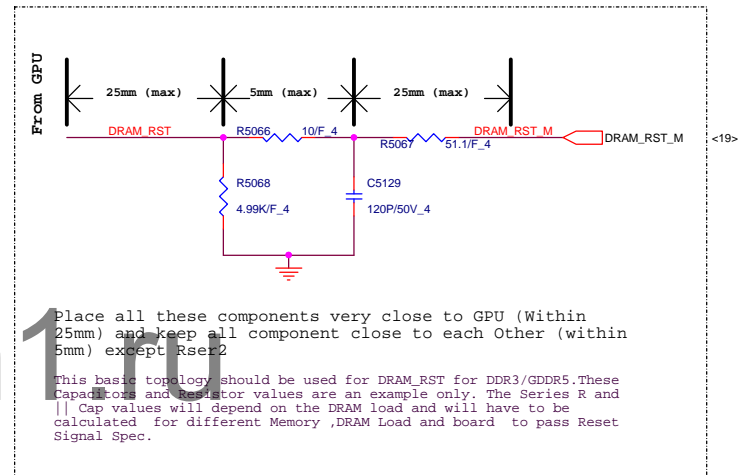 From GPU
25mm (max)
5mm (max)
25mm (max)
DRAM_RST
R5066
10/F_4
R5067
51.1/F_4
DRAM_RST_M
DRAM_RST_M
<19>
R5068
4.99K/F_4
C5129
120P/50V_4
Place all these components very close to GPU (Within
25mm) and keep all component close to each Other (within
5mm) except Rser2
This basic topology should be used for DRAM_RST for DDR3/GDDR5.These
Capacitors and Resistor values are an example only. The Series R and
|| Cap values will depend on the DRAM load and will have to be
calculated for different Memory ,DRAM Load and board to pass Reset
Signal Spec.
1.ru